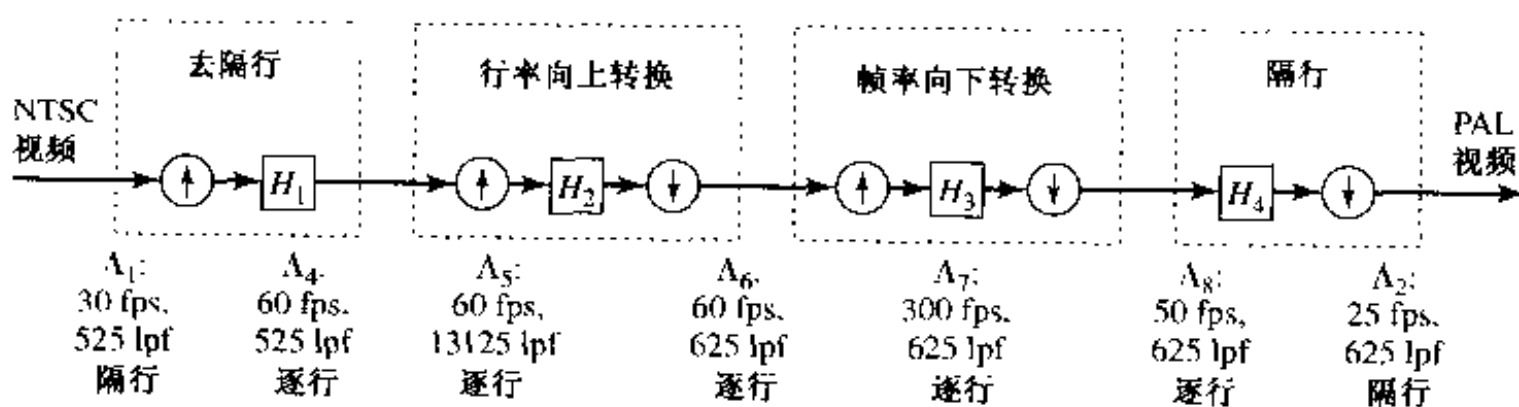 去隔行
行率向上转换
帧率向下转换
隔行
NTSC
视频
PAL
视频
↑ H₁ ↑ H₂ ↓ ↑ H₃ ↓ H₄ ↓
Λ₁:
30 fps,
525 lpf
隔行
Λ₄.
60 fps.
525 lpf
逐行
Λ₅:
60 fps,
13125 lpf
逐行
Λ₆.
60 fps.
625 lpf
逐行
Λ₇:
300 fps,
625 lpf
逐行
Λ₈:
50 fps,
625 lpf
逐行
Λ₂:
25 fps.
625 lpf
隔行